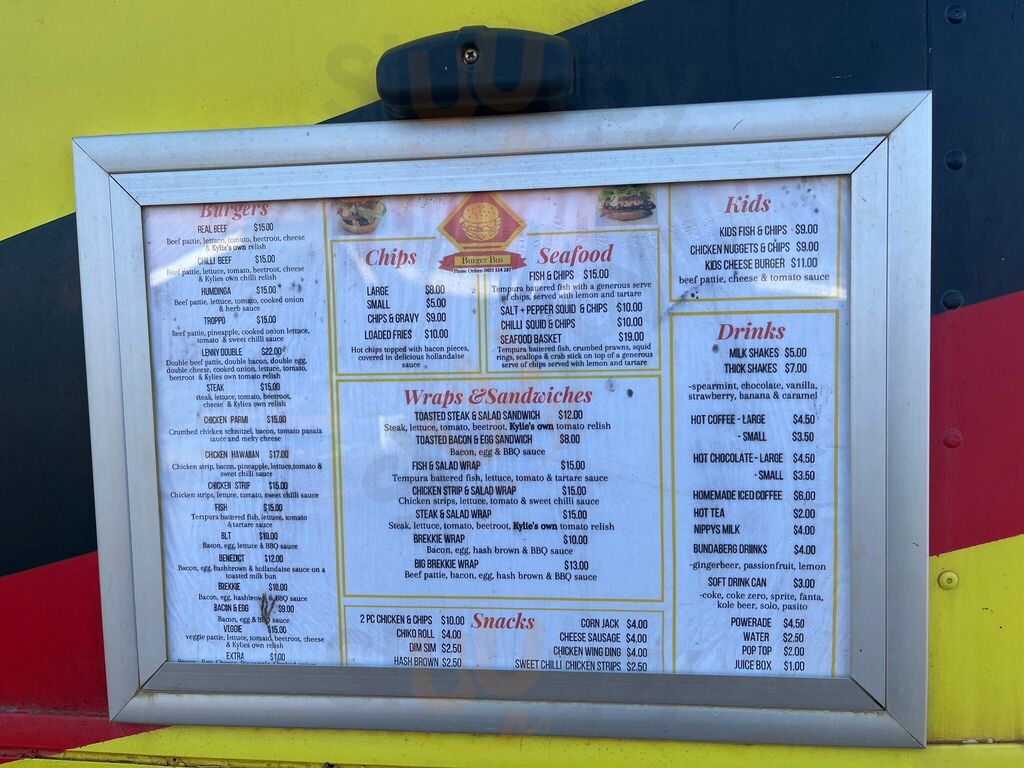 Burgers
REAL BEEF $15.00
Beef pattie, lettuce, tomato, beetroot, cheese
& Kylie's own relish
CHILLI BEEF $15.00
Beef pattie, lettuce, tomato, beetroot, cheese
& Kylies own chilli relish
HUMDINGA $15.00
Beef pattie, lettuce, tomato, cooked onion
& herb sauce
TROPPO $15.00
Beef pattie, pineapple, cooked onion lettuce,
tomato & sweet chilli sauce
LENNY DOUBLE $22.00
Double beef pattie, double bacon, double egg,
double cheese, cooked onion, lettuce, tomato,
beetroot & Kylies own tomato relish
STEAK $15.00
steak, lettuce, tomato, beetroot,
cheese & Kylies own relish
CHICKEN PARMI $15.00
Crumbed chicken schnitzel, bacon, tomato pasata
sauce and melty cheese
CHICKEN HAWAIIAN $17.00
Chicken strip, bacon, pineapple, lettuce, tomato &
sweet chilli sauce
CHICKEN STRIP $15.00
Chicken strips, lettuce, tomato, sweet chilli sauce
FISH $15.00
Tempura battered fish, lettuce, tomato
& tartare sauce
BLT $10.00
Bacon, egg, lettuce & BBQ sauce
BENEDICT $12.00
Bacon, egg, hashbrown & hollandaise sauce on a
toasted milk bun
BREKKIE $10.00
Bacon, egg, hashbrown & BBQ sauce
BACON & EGG $9.00
Bacon, egg & BBQ sauce
VEGGIE $15.00
veggie pattie, lettuce, tomato, beetroot, cheese
& Kylies own relish
EXTRA $1.00
Bacon, Egg, Cheese, Pineapple, Cooked onion
Burger Bus
Please Orders: 0455 514 287
Chips
LARGE $8.00
SMALL $5.00
CHIPS & GRAVY $9.00
LOADED FRIES $10.00
Hot chips topped with bacon pieces,
covered in delicious hollandaise
sauce
Seafood
FISH & CHIPS $15.00
Tempura battered fish with a generous serve
of chips, served with lemon and tartare
SALT + PEPPER SQUID & CHIPS $10.00
CHILLI SQUID & CHIPS $10.00
SEAFOOD BASKET $19.00
Tempura battered fish, crumbed prawns, squid
rings, scallops & crab stick on top of a generous
serve of chips served with lemon and tartare
Wraps &Sandwiches
TOASTED STEAK & SALAD SANDWICH $12.00
Steak, lettuce, tomato, beetroot, Kylie's own tomato relish
TOASTED BACON & EGG SANDWICH $8.00
Bacon, egg & BBQ sauce
FISH & SALAD WRAP $15.00
Tempura battered fish, lettuce, tomato & tartare sauce
CHICKEN STRIP & SALAD WRAP $15.00
Chicken strips, lettuce, tomato & sweet chilli sauce
STEAK & SALAD WRAP $15.00
Steak, lettuce, tomato, beetroot, Kylie's own tomato relish
BREKKIE WRAP $10.00
Bacon, egg, hash brown & BBQ sauce
BIG BREKKIE WRAP $13.00
Beef pattie, bacon, egg, hash brown & BBQ sauce
Snacks
2 PC CHICKEN & CHIPS $10.00
CHIKO ROLL $4.00
DIM SIM $2.50
HASH BROWN $2.50
CORN JACK $4.00
CHEESE SAUSAGE $4.00
CHICKEN WING DING $4.00
SWEET CHILLI CHICKEN STRIPS $2.50
Kids
KIDS FISH & CHIPS $9.00
CHICKEN NUGGETS & CHIPS $9.00
KIDS CHEESE BURGER $11.00
beef pattie, cheese & tomato sauce
Drinks
MILK SHAKES $5.00
THICK SHAKES $7.00
-spearmint, chocolate, vanilla,
strawberry, banana & caramel
HOT COFFEE - LARGE $4.50
- SMALL $3.50
HOT CHOCOLATE - LARGE $4.50
- SMALL $3.50
HOMEMADE ICED COFFEE $6.00
HOT TEA $2.00
NIPPYS MILK $4.00
BUNDABERG DRIINKS $4.00
-gingerbeer, passionfruit, lemon
SOFT DRINK CAN $3.00
-coke, coke zero, sprite, fanta,
kole beer, solo, pasito
POWERADE $4.50
WATER $2.50
POP TOP $2.00
JUICE BOX $1.00